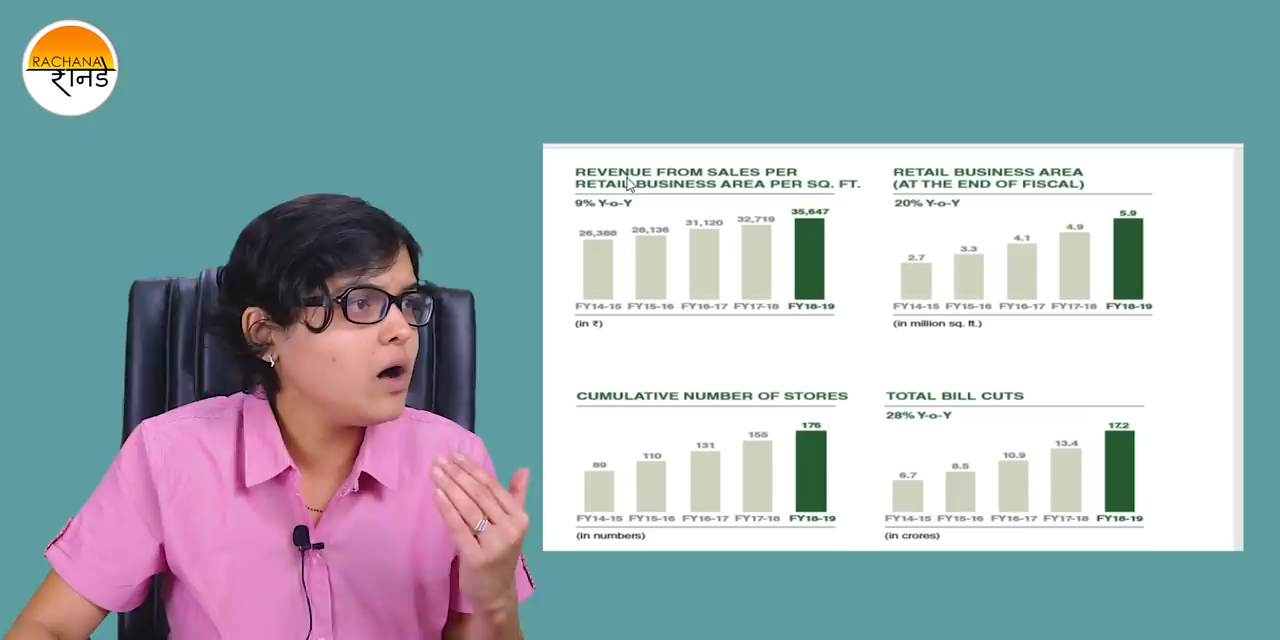 RACHANA
रानडे
REVENUE FROM SALES PER
RETAIL BUSINESS AREA PER SQ. FT.
9% Y-o-Y
26,388 28,136 31,120 32,719 35,647
FY14-15 FY15-16 FY16-17 FY17-18 FY18-19
(in ₹)
RETAIL BUSINESS AREA
(AT THE END OF FISCAL)
20% Y-o-Y
2.7 3.3 4.1 4.9 5.9
FY14-15 FY15-16 FY16-17 FY17-18 FY18-19
(in million sq. ft.)
CUMULATIVE NUMBER OF STORES
89 110 131 155 176
FY14-15 FY15-16 FY16-17 FY17-18 FY18-19
(in numbers)
TOTAL BILL CUTS
28% Y-o-Y
6.7 8.5 10.9 13.4 17.2
FY14-15 FY15-16 FY16-17 FY17-18 FY18-19
(in crores)